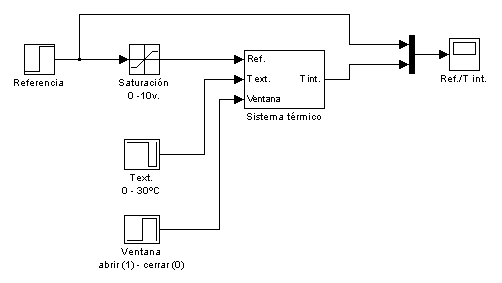 Referencia
Saturación
0 -10v.
Ref.
Text.
Ventana
T int.
Sistema térmico
Ref./T int.
Text.
0 - 30ºC
Ventana
abrir (1) - cerrar (0)